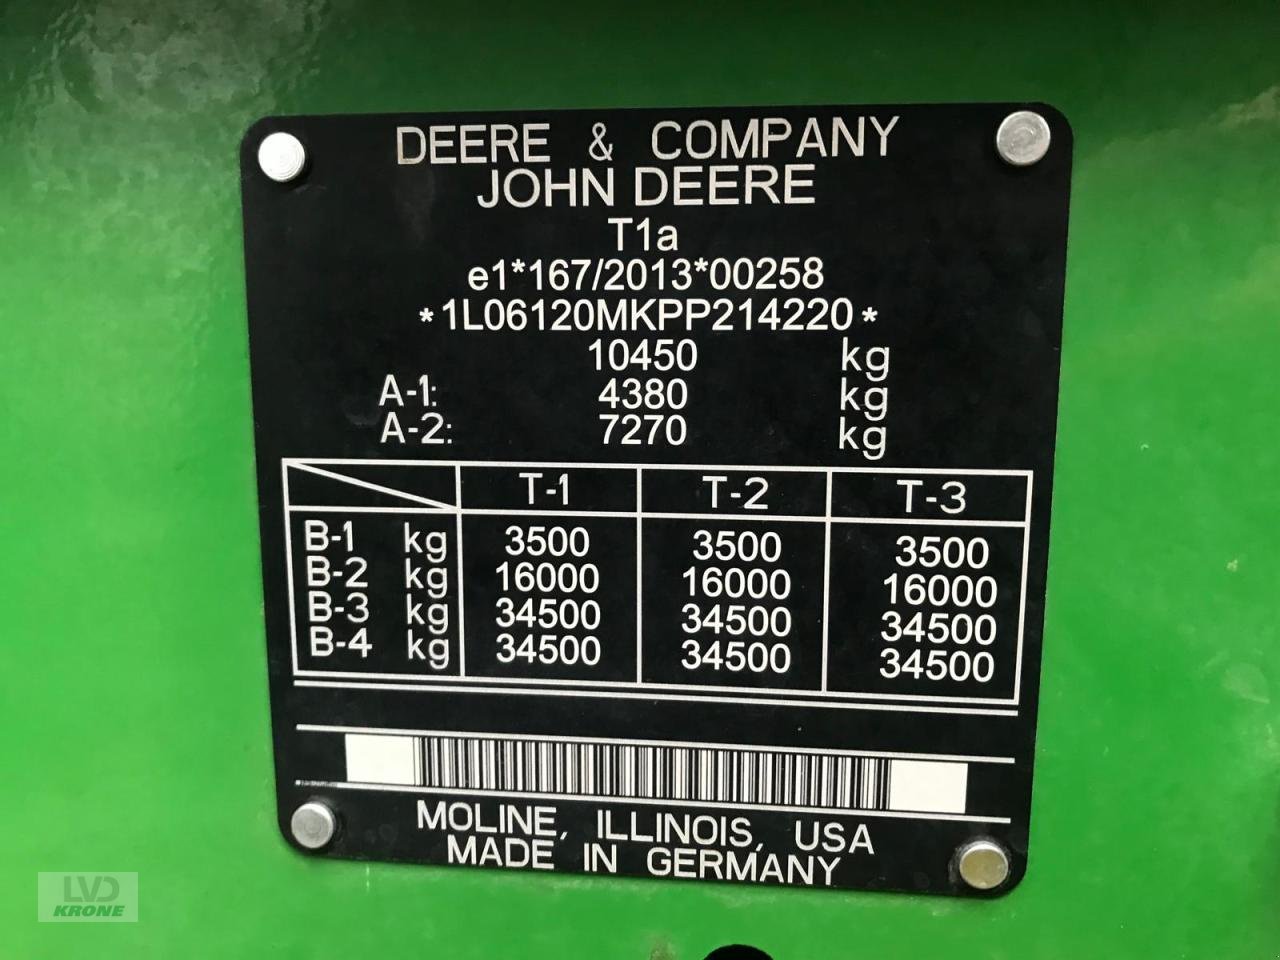 DEERE & COMPANY
JOHN DEERE
T1a
e1*167/2013*00258
*1L06120MKPP214220*
10450 kg
A-1: 4380 kg
A-2: 7270 kg
T-1 T-2 T-3
B-1 kg 3500 3500 3500
B-2 kg 16000 16000 16000
B-3 kg 34500 34500 34500
B-4 kg 34500 34500 34500
MOLINE, ILLINOIS, USA
MADE IN GERMANY
LVD
KRONE